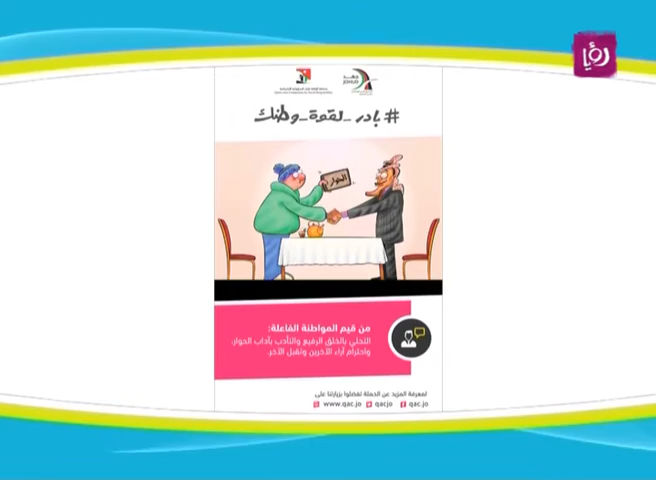 رؤيا
#بادر_لقوة_وطنك
الحوار
من قيم المواطنة الفاعلة:
التحلي بالخلق الرفيع والتأدب بآداب الحوار،
واحترام آراء الآخرين وتقبل الآخر.
لمعرفة المزيد عن الحملة تفضلوا بزيارتنا على
www.qac.jo qacjo qac.jo